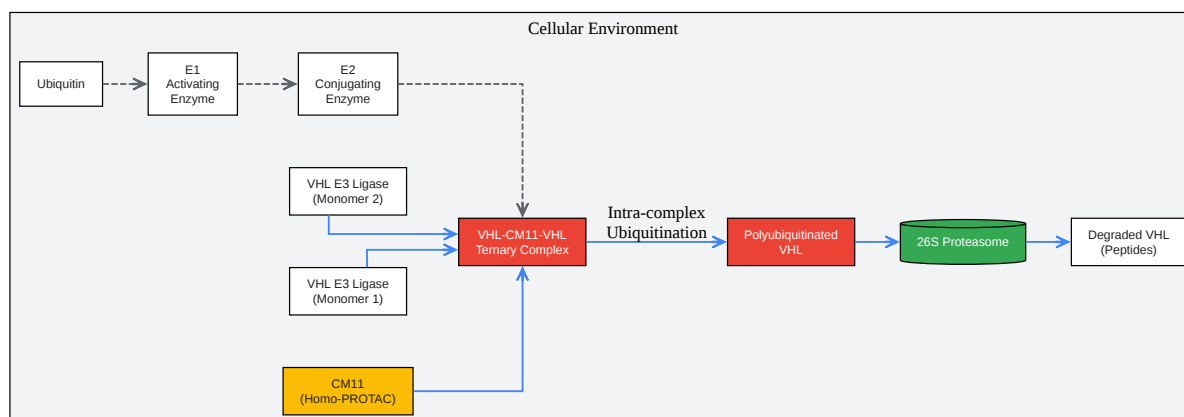 Cellular Environment
Ubiquitin
E1
Activating
Enzyme
E2
Conjugating
Enzyme
VHL E3 Ligase
(Monomer 2)
VHL E3 Ligase
(Monomer 1)
CM11
(Homo-PROTAC)
VHL-CM11-VHL
Ternary Complex
Intra-complex
Ubiquitination
Polyubiquitinated
VHL
26S Proteasome
Degraded VHL
(Peptides)